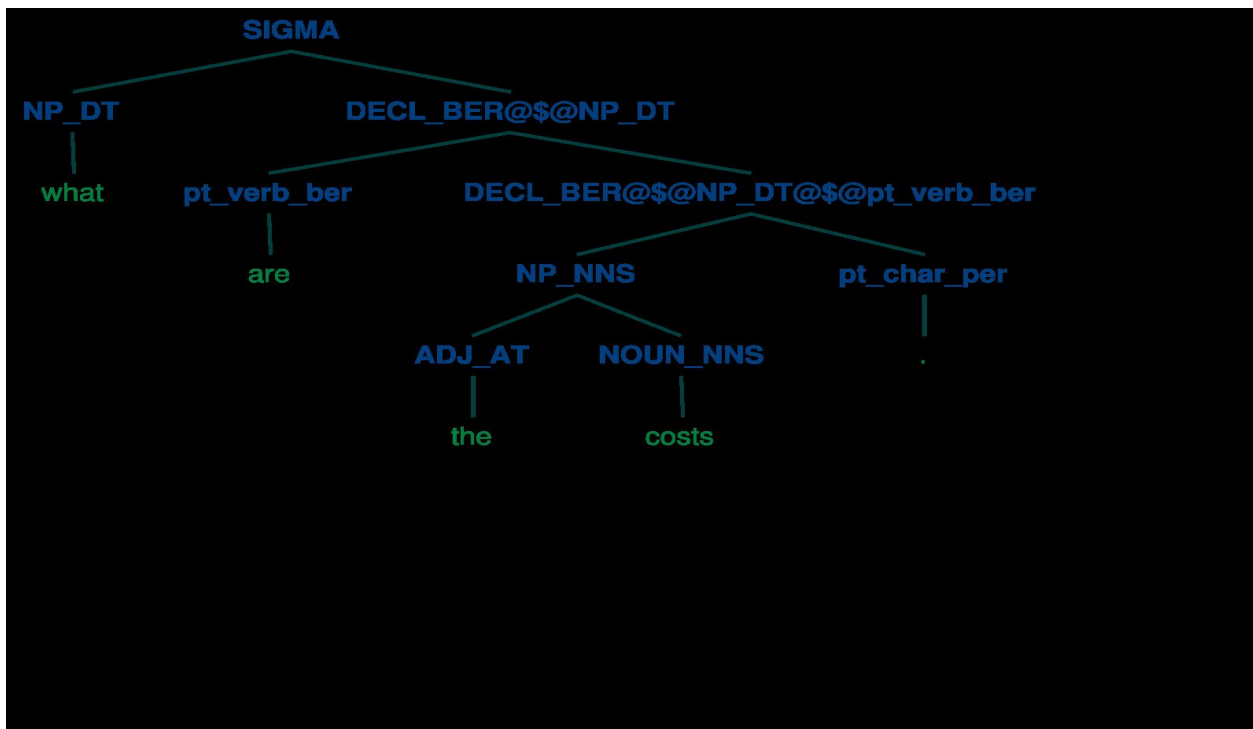 SIGMA
NP_DT DECL_BER@$@NP_DT
what pt_verb_ber DECL_BER@$@NP_DT@$@pt_verb_ber
are NP_NNS pt_char_per
ADJ_AT NOUN_NNS .
the costs